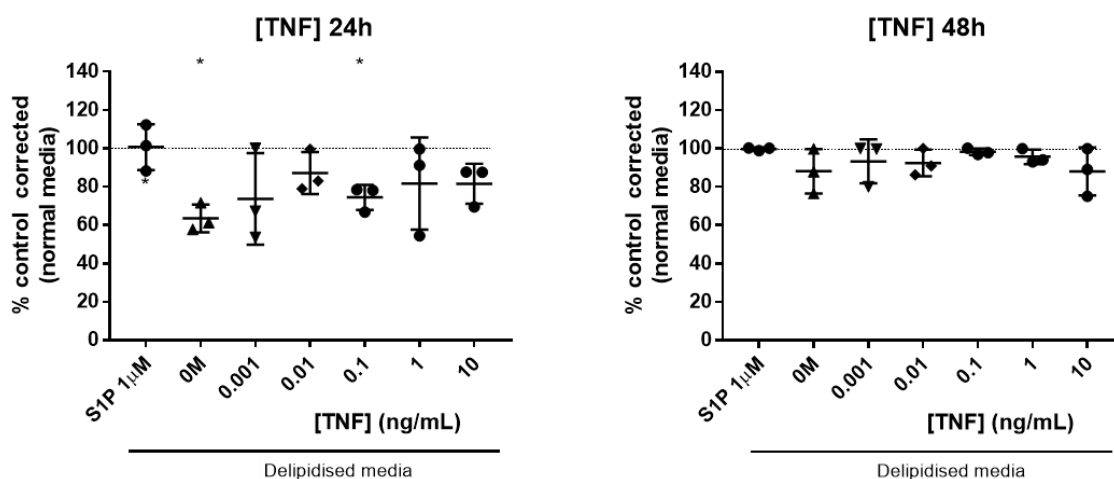 [TNF] 24h
% control corrected
(normal media)
140
120
100
80
60
40
20
0
*
*
*
S1P 1µM
0M
0.001
0.01
0.1
1
10
[TNF] (ng/mL)
Delipidised media
[TNF] 48h
% control corrected
(normal media)
140
120
100
80
60
40
20
0
S1P 1µM
0M
0.001
0.01
0.1
1
10
[TNF] (ng/mL)
Delipidised media